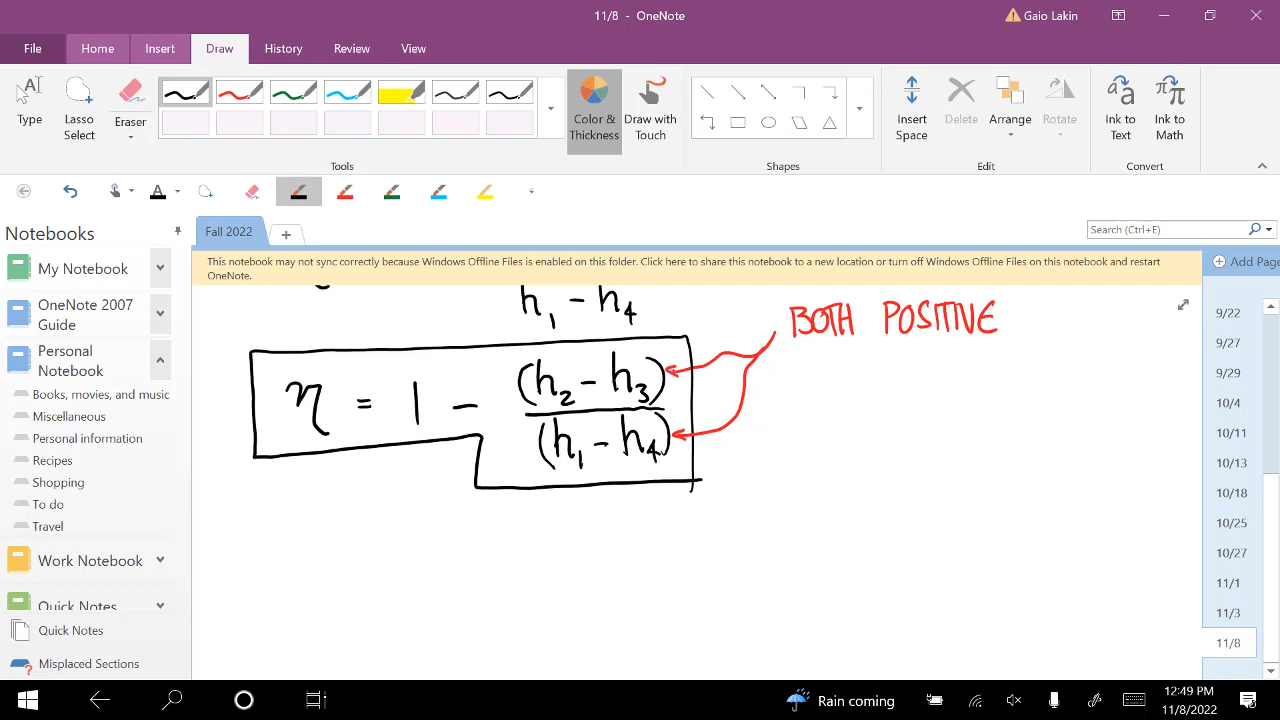 11/8 - OneNote
Gaio Lakin
File Home Insert Draw History Review View
Type
Lasso Select
Eraser
Color & Thickness
Draw with Touch
Insert Space
Delete
Arrange
Rotate
Ink to Text
Ink to Math
Tools
Shapes
Edit
Convert
Notebooks
Fall 2022
Search (Ctrl+E)
This notebook may not sync correctly because Windows Offline Files is enabled on this folder. Click here to share this notebook to a new location or turn off Windows Offline Files on this notebook and restart
OneNote.
Add Page
My Notebook
OneNote 2007
Guide
Personal
Notebook
Books, movies, and music
Miscellaneous
Personal information
Recipes
Shopping
To do
Travel
Work Notebook
Quick Notes
Quick Notes
Misplaced Sections
h₁ - h₄
BOTH POSITIVE
η = 1 - (h₂ - h₃)
(h₁ - h₄)
9/22
9/27
9/29
10/4
10/11
10/13
10/18
10/25
10/27
11/1
11/3
11/8
Rain coming
12:49 PM
11/8/2022